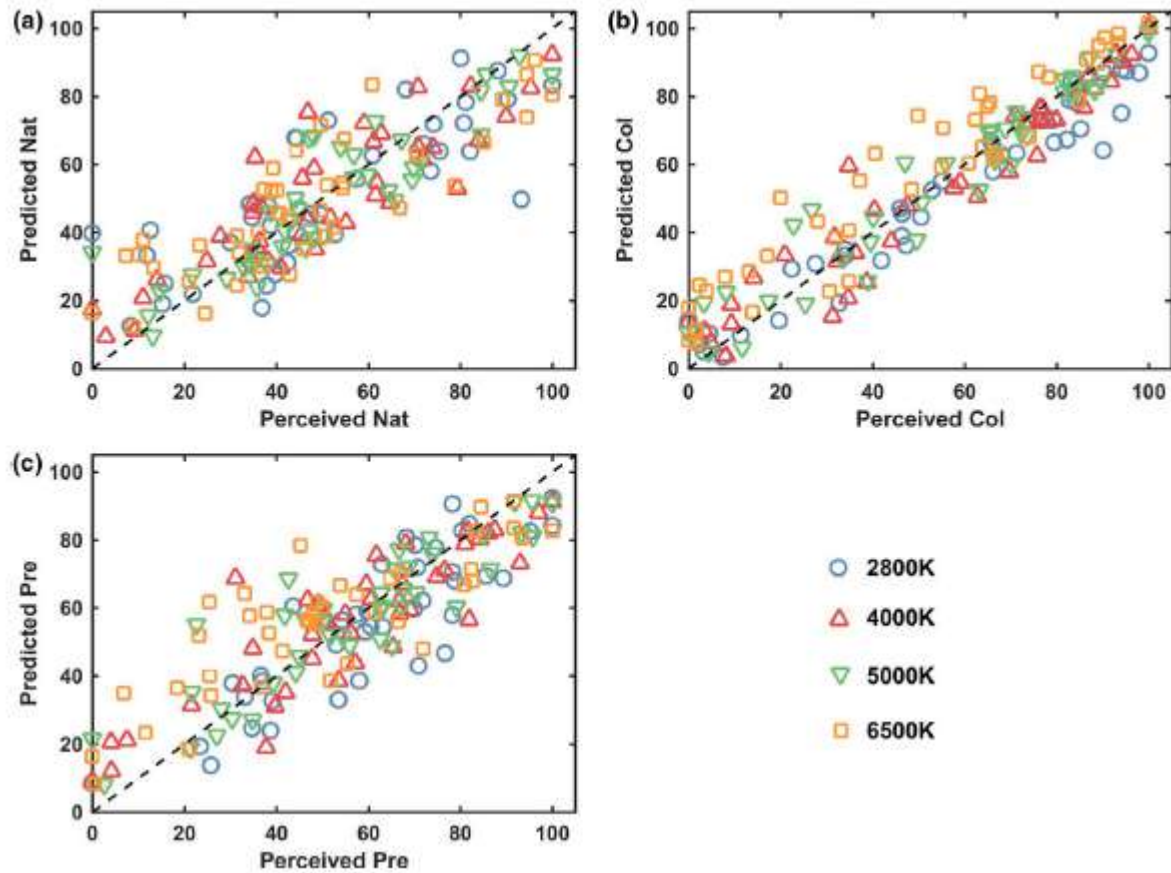 (a)
100
80
60
40
20
0
Predicted Nat
0 20 40 60 80 100
Perceived Nat
(b)
100
80
60
40
20
0
Predicted Col
0 20 40 60 80 100
Perceived Col
(c)
100
80
60
40
20
0
Predicted Pre
0 20 40 60 80 100
Perceived Pre
2800K
4000K
5000K
6500K